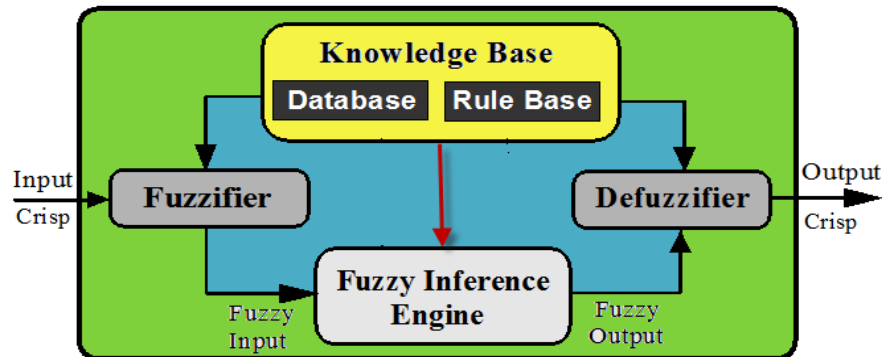 Knowledge Base
Database
Rule Base
Input
Crisp
Fuzzifier
Defuzzifier
Output
Crisp
Fuzzy Inference
Engine
Fuzzy
Input
Fuzzy
Output